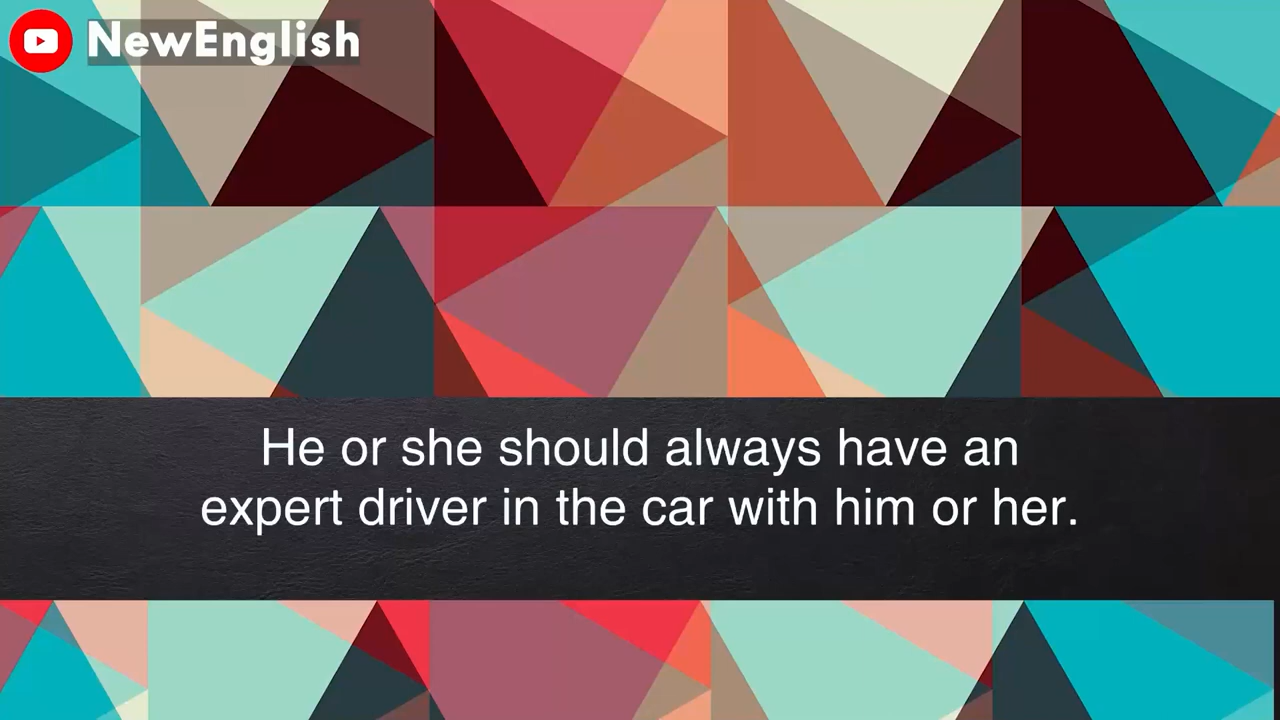 NewEnglish
He or she should always have an
expert driver in the car with him or her.